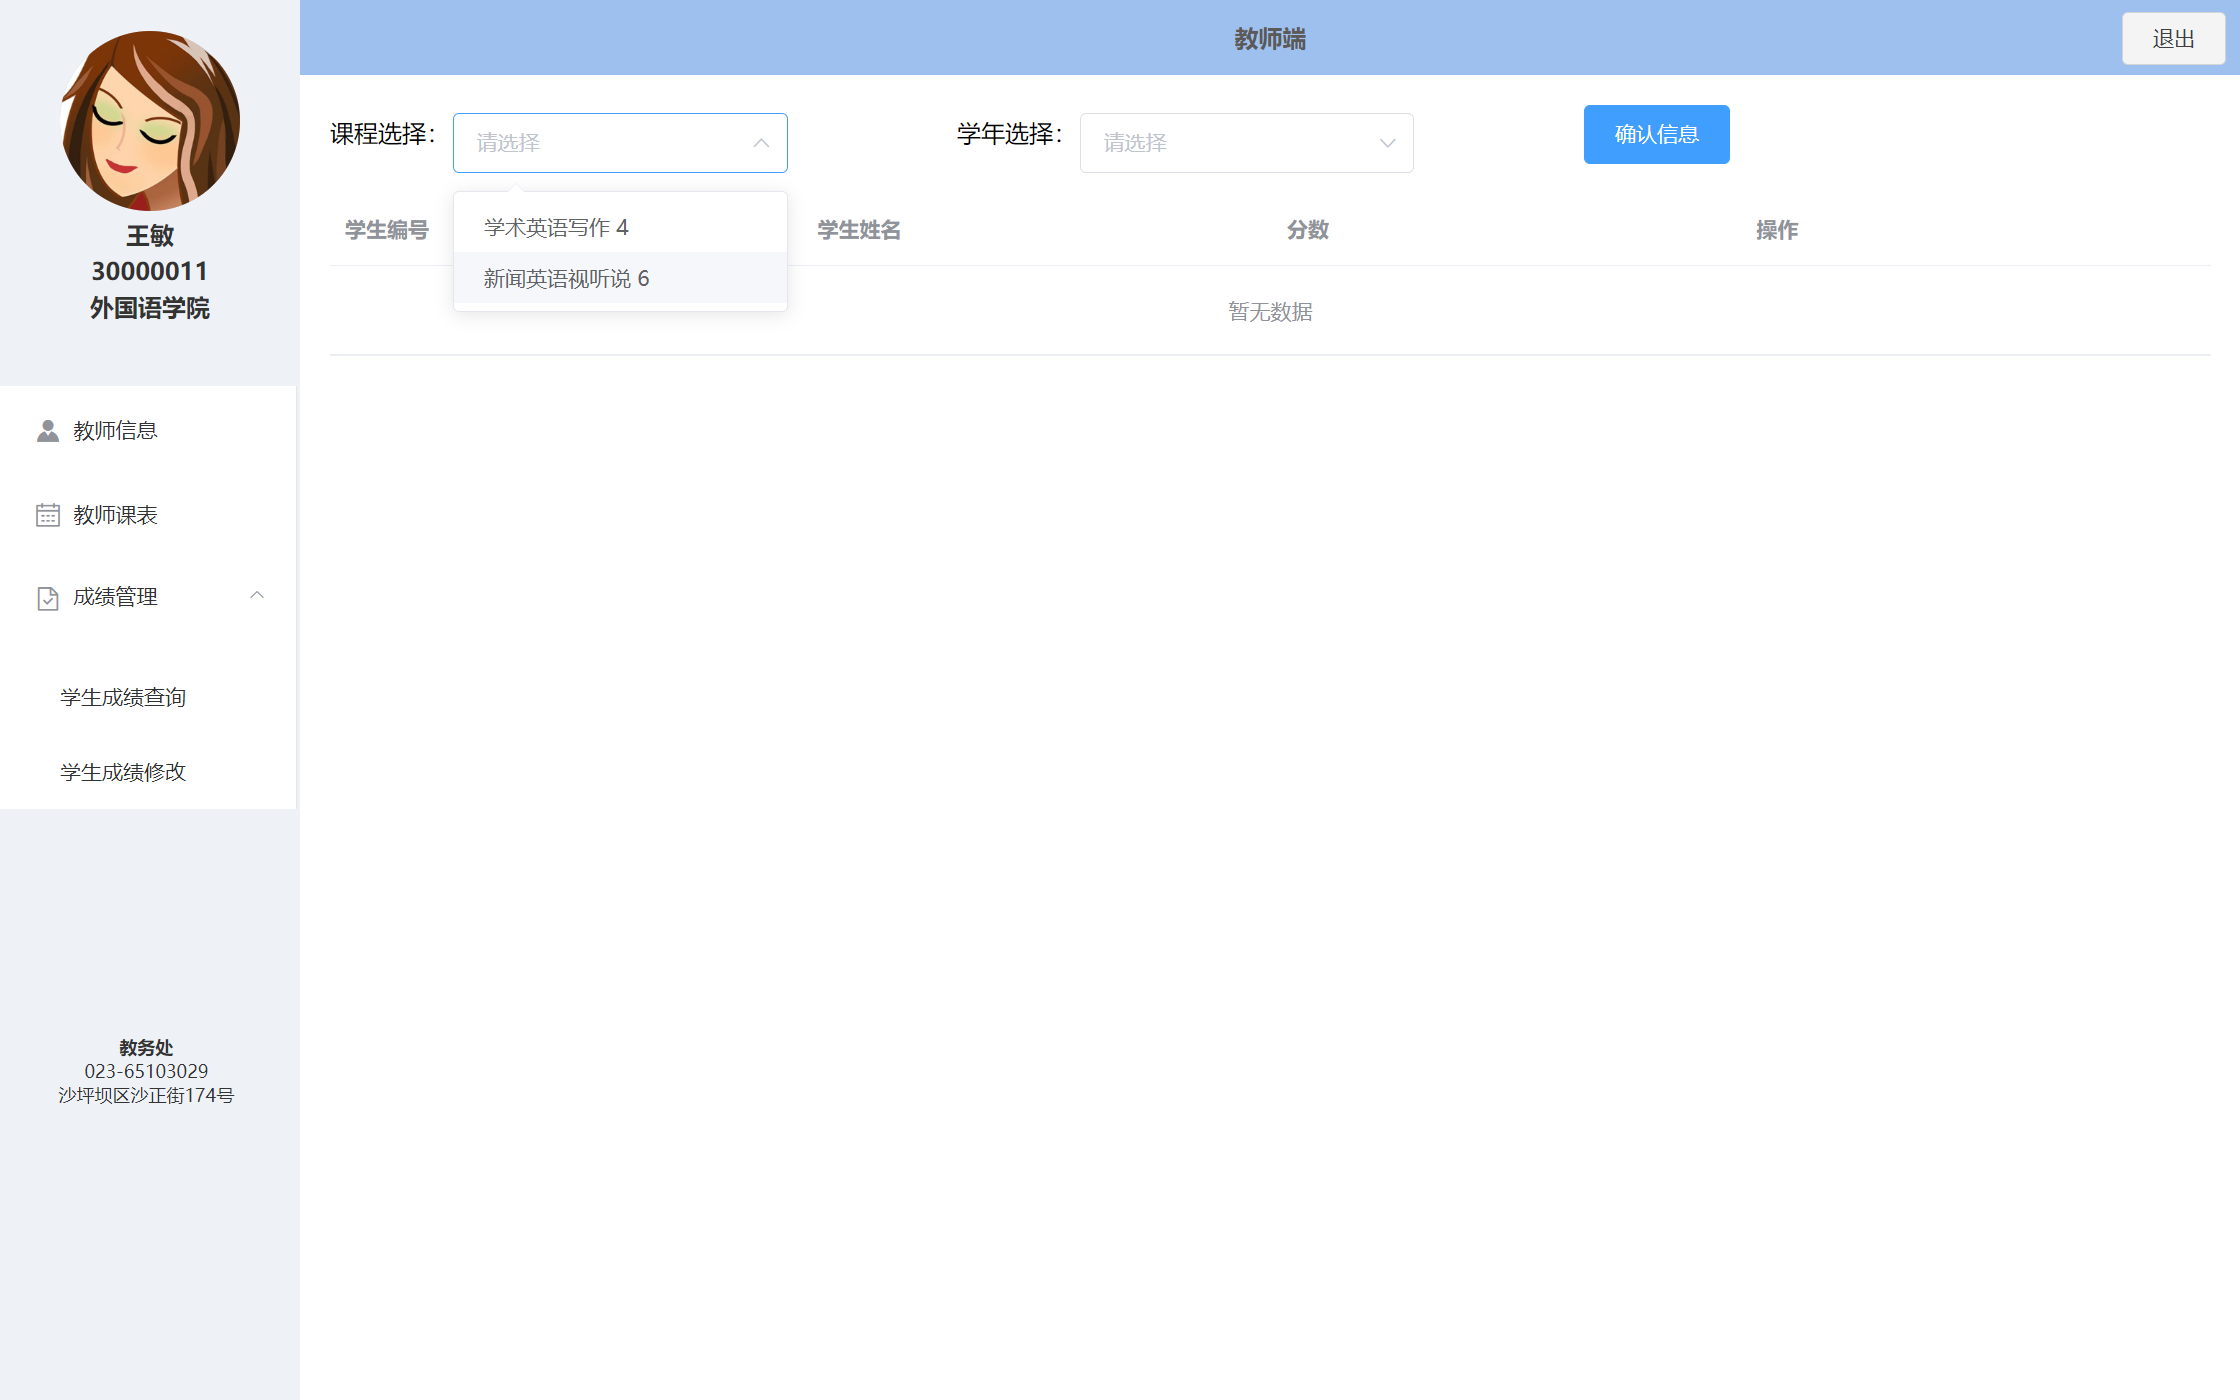 教师端
退出
王敏
30000011
外国语学院
教师信息
教师课表
成绩管理
学生成绩查询
学生成绩修改
教务处
023-65103029
沙坪坝区沙正街174号
课程选择：
请选择
学年选择：
请选择
确认信息
学术英语写作 4
新闻英语视听说 6
学生编号
学生姓名
分数
操作
暂无数据